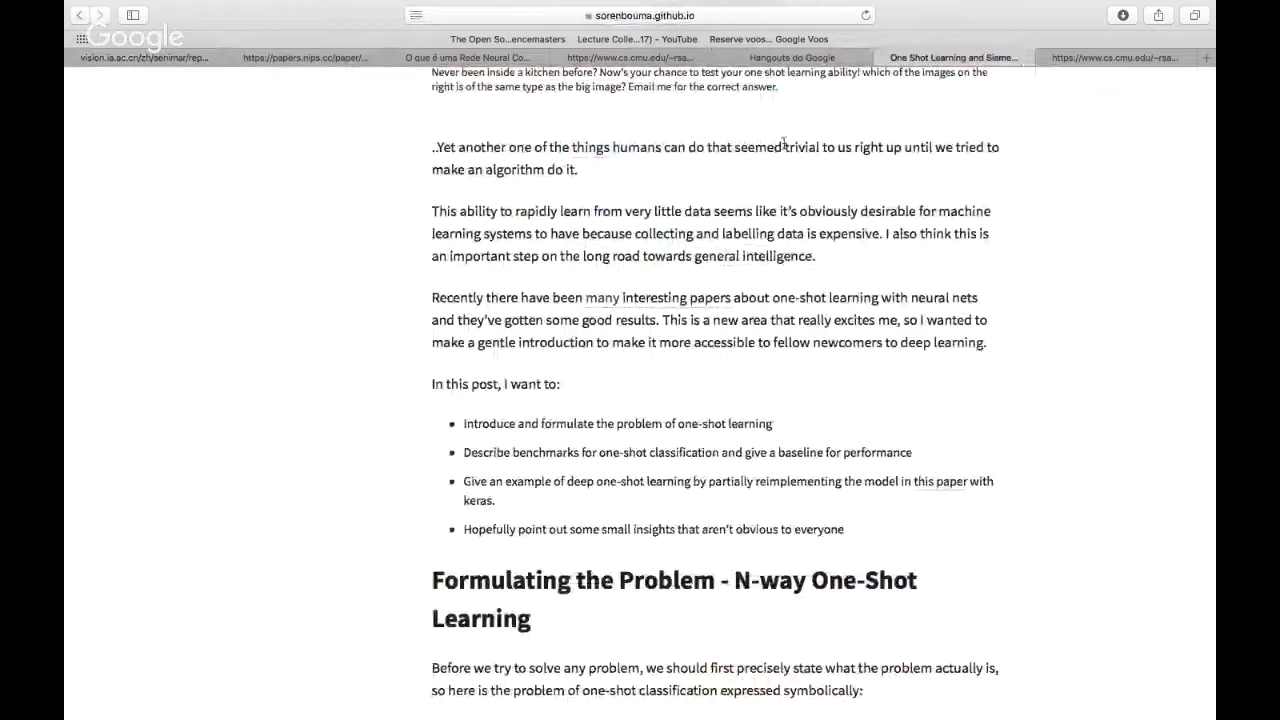 sorenbouma.github.io
Google
The Open So...encemasters Lecture Colle...17) - YouTube Reserve voos... Google Voos
vision.ia.ac.cn/zh/senimar/rep... https://papers.nips.cc/paper/... O que é uma Rede Neural Co... https://www.cs.cmu.edu/~rsa... Hangouts do Google One Shot Learning and Siame... https://www.cs.cmu.edu/~rsa...
Never been inside a kitchen before? Now's your chance to test your one shot learning ability! which of the images on the
right is of the same type as the big image? Email me for the correct answer.
..Yet another one of the things humans can do that seemed trivial to us right up until we tried to
make an algorithm do it.
This ability to rapidly learn from very little data seems like it's obviously desirable for machine
learning systems to have because collecting and labelling data is expensive. I also think this is
an important step on the long road towards general intelligence.
Recently there have been many interesting papers about one-shot learning with neural nets
and they've gotten some good results. This is a new area that really excites me, so I wanted to
make a gentle introduction to make it more accessible to fellow newcomers to deep learning.
In this post, I want to:
Introduce and formulate the problem of one-shot learning
Describe benchmarks for one-shot classification and give a baseline for performance
Give an example of deep one-shot learning by partially reimplementing the model in this paper with
keras.
Hopefully point out some small insights that aren't obvious to everyone
Formulating the Problem - N-way One-Shot
Learning
Before we try to solve any problem, we should first precisely state what the problem actually is,
so here is the problem of one-shot classification expressed symbolically: